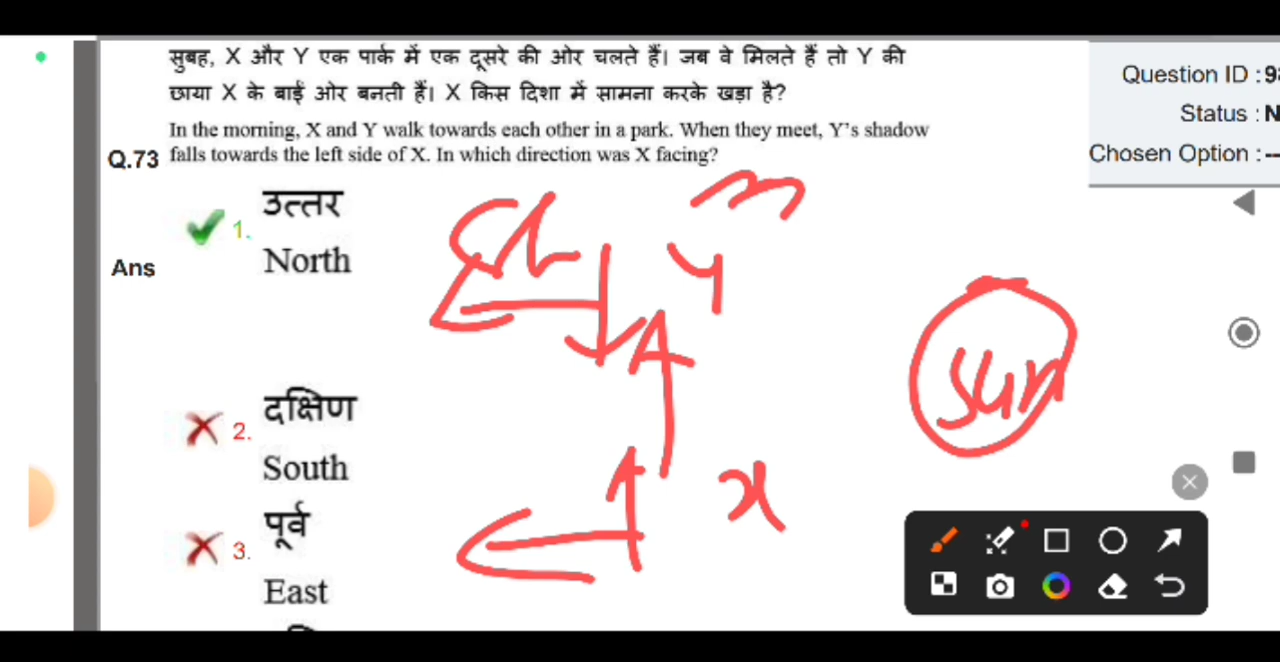 सुबह, X और Y एक पार्क में एक दूसरे की ओर चलते हैं। जब वे मिलते हैं तो Y की
छाया X के बाईं ओर बनती हैं। X किस दिशा में सामना करके खड़ा है?
In the morning, X and Y walk towards each other in a park. When they meet, Y's shadow
Q.73 falls towards the left side of X. In which direction was X facing?
Question ID : 9
Status : N
Chosen Option : --
Ans
1. उत्तर
North
2. दक्षिण
South
3. पूर्व
East
m
Y
Sun
x